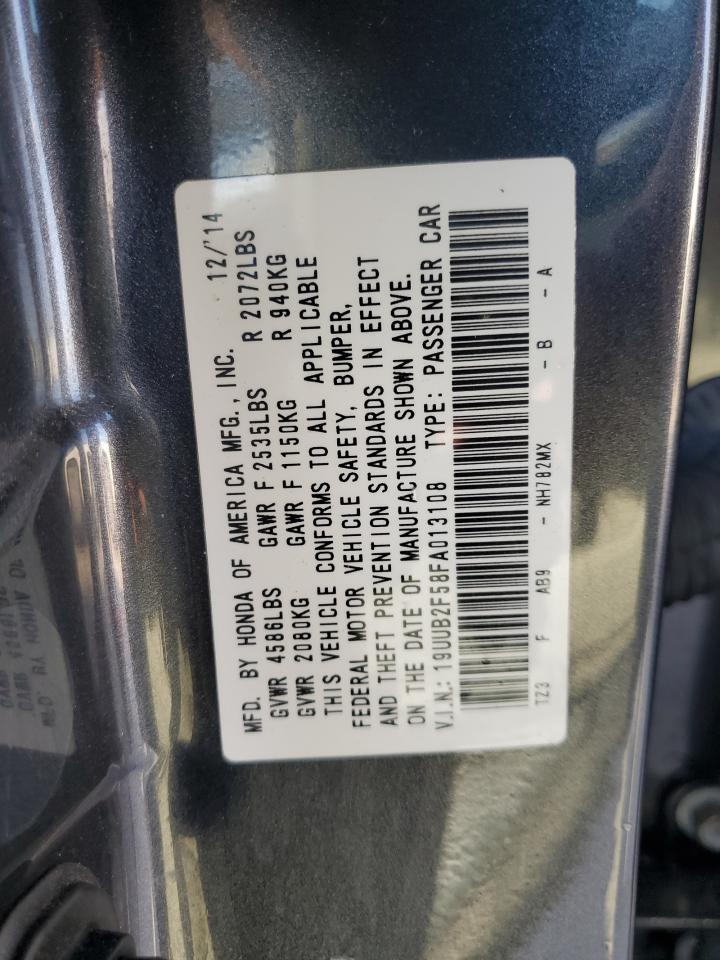 MFD. BY HONDA OF AMERICA MFG., INC. 12/'14
GVWR 4586LBS GAWR F 2535LBS R 2072LBS
GVWR 2080KG GAWR F 1150KG R 940KG
THIS VEHICLE CONFORMS TO ALL APPLICABLE
FEDERAL MOTOR VEHICLE SAFETY, BUMPER,
AND THEFT PREVENTION STANDARDS IN EFFECT
ON THE DATE OF MANUFACTURE SHOWN ABOVE.
V.I.N.: 19UUB2F58FA013108 TYPE: PASSENGER CAR
TZ3 F AB9 - NH782MX - B - A